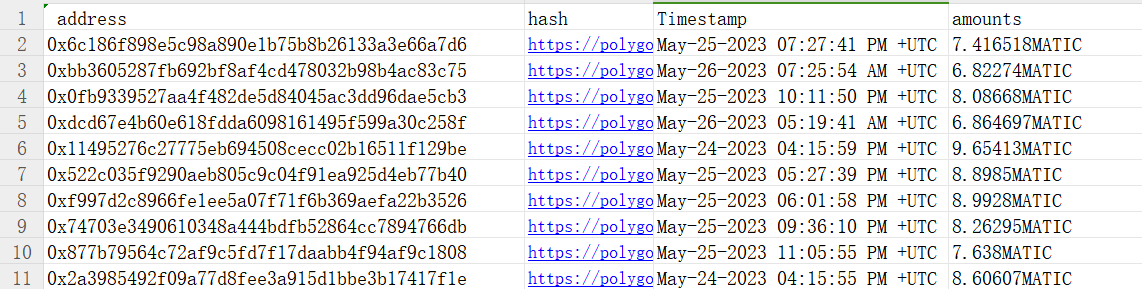 1 address hash Timestamp amounts
2 0x6c186f898e5c98a890e1b75b8b26133a3e66a7d6 https://polygo May-25-2023 07:27:41 PM +UTC 7.416518MATIC
3 0xbb3605287fb692bf8af4cd478032b98b4ac83c75 https://polygo May-26-2023 07:25:54 AM +UTC 6.82274MATIC
4 0x0fb9339527aa4f482de5d84045ac3dd96dae5cb3 https://polygo May-25-2023 10:11:50 PM +UTC 8.08668MATIC
5 0xdcd67e4b60e618fdda6098161495f599a30c258f https://polygo May-26-2023 05:19:41 AM +UTC 6.864697MATIC
6 0x11495276c27775eb694508cecc02b16511f129be https://polygo May-24-2023 04:15:59 PM +UTC 9.65413MATIC
7 0x522c035f9290aeb805c9c04f91ea925d4eb77b40 https://polygo May-25-2023 05:27:39 PM +UTC 8.8985MATIC
8 0xf997d2c8966fe1ee5a07f71f6b369aefa22b3526 https://polygo May-25-2023 06:01:58 PM +UTC 8.9928MATIC
9 0x74703e3490610348a444bdfb52864cc7894766db https://polygo May-25-2023 09:36:10 PM +UTC 8.26295MATIC
10 0x877b79564c72af9c5fd7f17daabb4f94af9c1808 https://polygo May-25-2023 11:05:55 PM +UTC 7.638MATIC
11 0x2a3985492f09a77d8fee3a915d1bbe3b17417f1e https://polygo May-24-2023 04:15:55 PM +UTC 8.60607MATIC